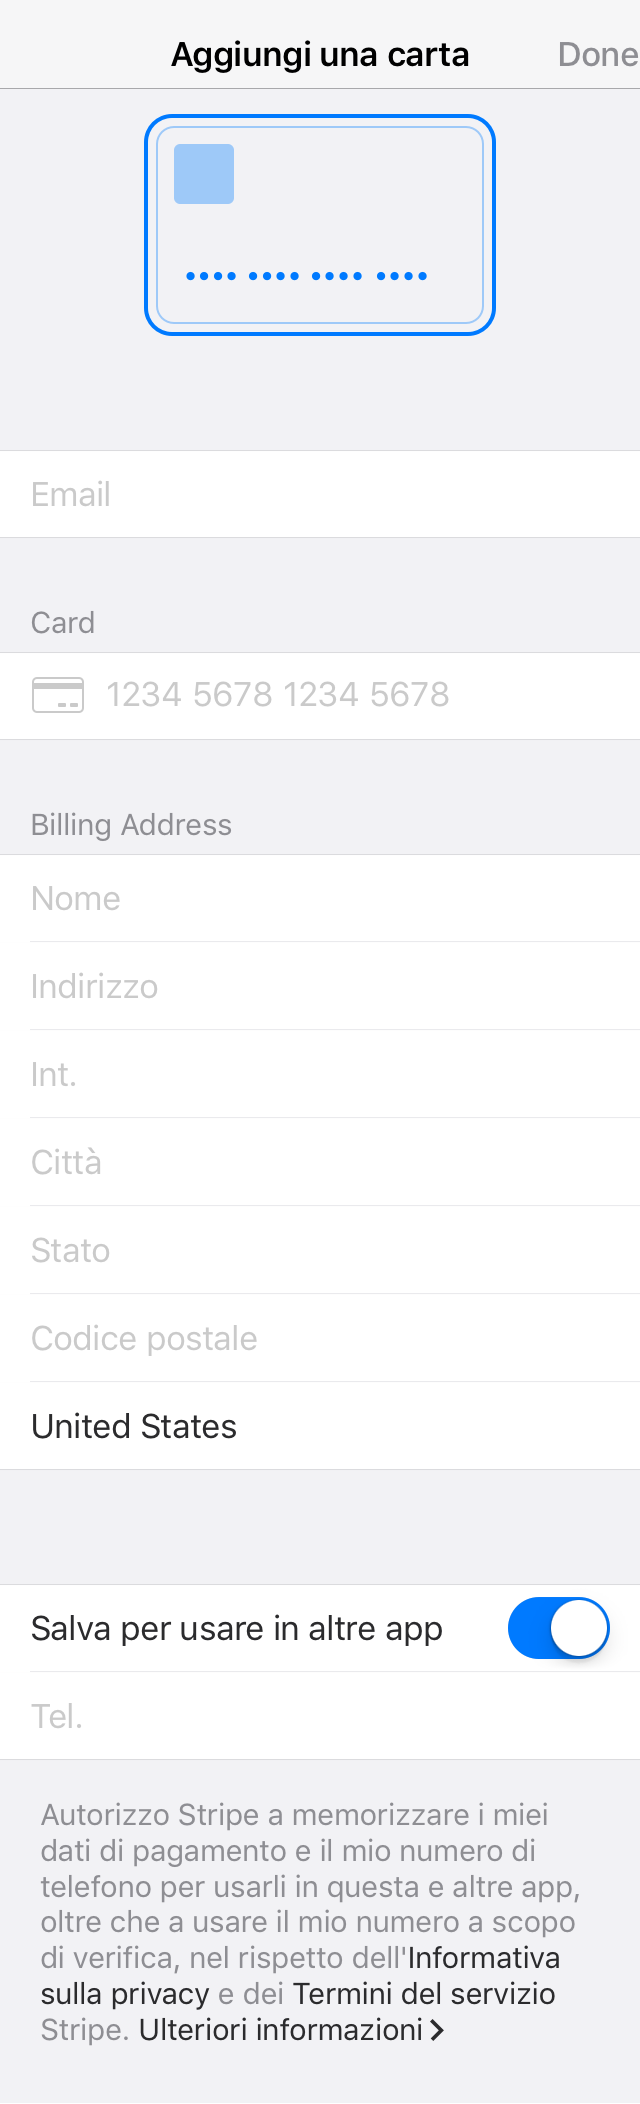 Aggiungi una carta Done
Email
Card
1234 5678 1234 5678
Billing Address
Nome
Indirizzo
Int.
Città
Stato
Codice postale
United States
Salva per usare in altre app
Tel.
Autorizzo Stripe a memorizzare i miei
dati di pagamento e il mio numero di
telefono per usarli in questa e altre app,
oltre che a usare il mio numero a scopo
di verifica, nel rispetto dell'Informativa
sulla privacy e dei Termini del servizio
Stripe. Ulteriori informazioni